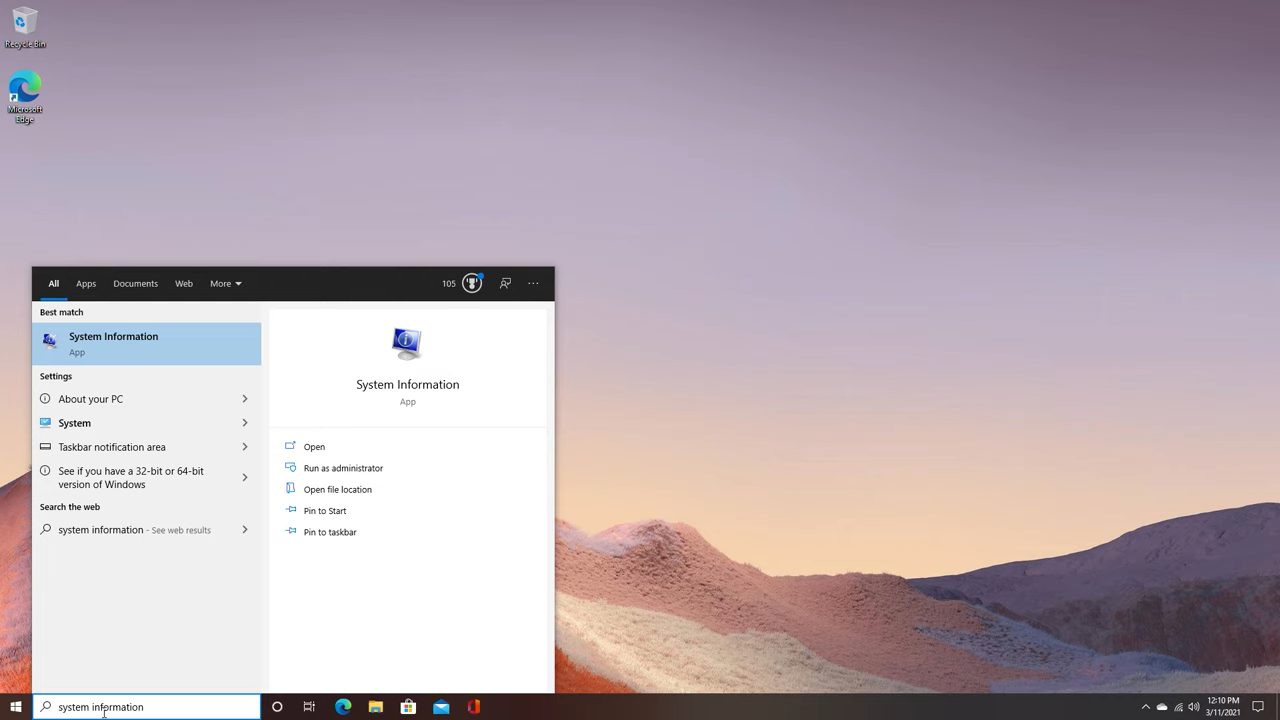 Recycle Bin
Microsoft
Edge
All
Apps
Documents
Web
More
105
Best match
System Information
App
Settings
About your PC
System
Taskbar notification area
See if you have a 32-bit or 64-bit
version of Windows
Search the web
system information - See web results
System Information
App
Open
Run as administrator
Open file location
Pin to Start
Pin to taskbar
system information
12:10 PM
3/11/2021